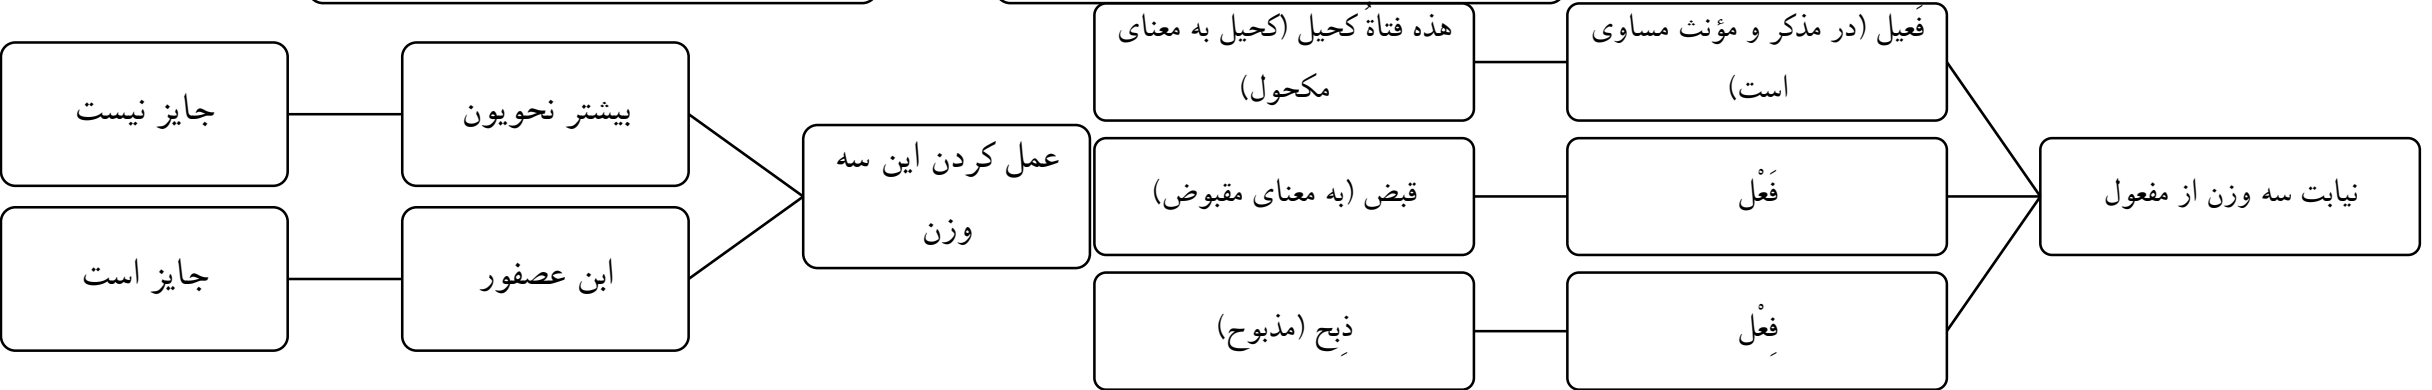 نیابت سه وزن از مفعول
فَعیل (در مذکر و مؤنث مساوی
است)
هذه فتاةُ کحیل (کحیل به معنای
مکحول)
فَعْل
قبض (به معنای مقبوض)
فِعْل
ذِبح (مذبوح)
عمل کردن این سه
وزن
بیشتر نحویون
جایز نیست
ابن عصفور
جایز است